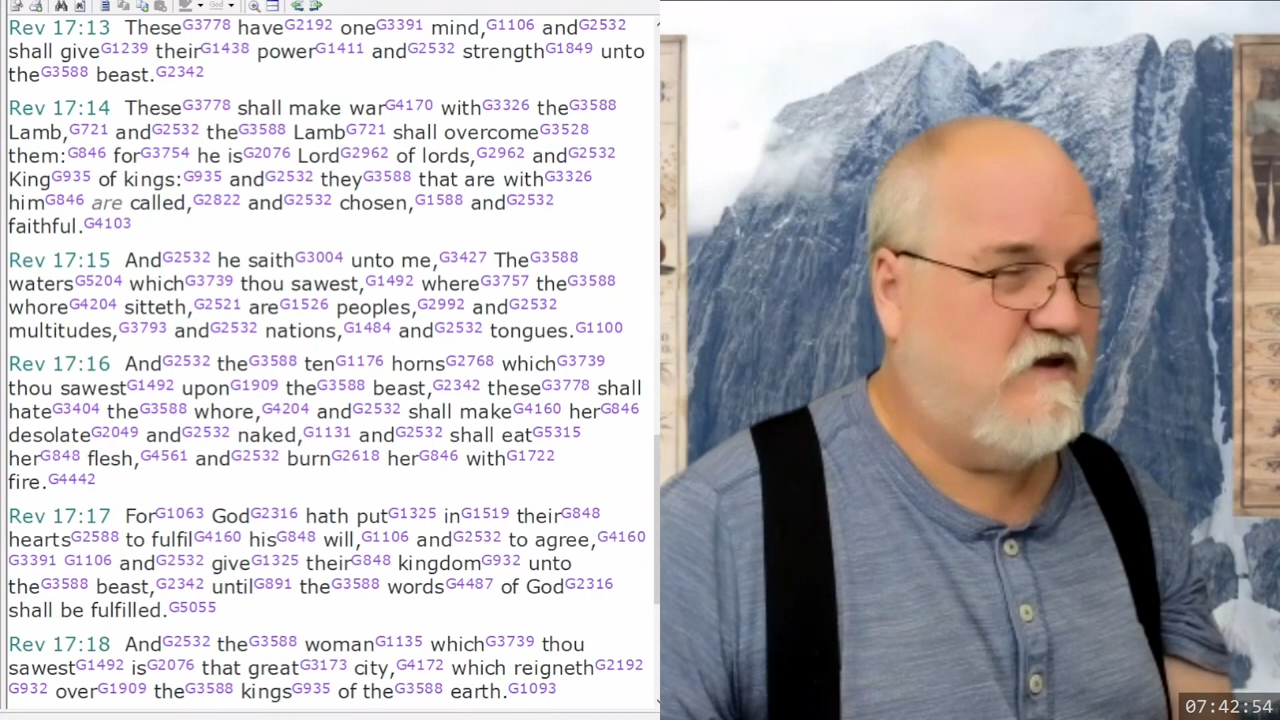 Rev 17:13 TheseG3778 haveG2192 oneG3391 mind,G1106 andG2532
shall giveG1239 theirG1438 powerG1411 andG2532 strengthG1849 unto
theG3588 beast.G2342
Rev 17:14 TheseG3778 shall make warG4170 withG3326 theG3588
Lamb,G721 andG2532 theG3588 LambG721 shall overcomeG3528
them:G846 forG3754 he isG2076 LordG2962 of lords,G2962 andG2532
KingG935 of kings:G935 andG2532 theyG3588 that are withG3326
himG846 are called,G2822 andG2532 chosen,G1588 andG2532
faithful.G4103
Rev 17:15 AndG2532 he saithG3004 unto me,G3427 TheG3588
watersG5204 whichG3739 thou sawest,G1492 whereG3757 theG3588
whoreG4204 sitteth,G2521 areG1526 peoples,G2992 andG2532
multitudes,G3793 andG2532 nations,G1484 andG2532 tongues.G1100
Rev 17:16 AndG2532 theG3588 tenG1176 hornsG2768 whichG3739
thou sawestG1492 uponG1909 theG3588 beast,G2342 theseG3778 shall
hateG3404 theG3588 whore,G4204 andG2532 shall makeG4160 herG846
desolateG2049 andG2532 naked,G1131 andG2532 shall eatG5315
herG848 flesh,G4561 andG2532 burnG2618 herG846 withG1722
fire.G4442
Rev 17:17 ForG1063 GodG2316 hath putG1325 inG1519 theirG848
heartsG2588 to fulfilG4160 hisG848 will,G1106 andG2532 to agree,G4160
G3391 G1106 andG2532 giveG1325 theirG848 kingdomG932 unto
theG3588 beast,G2342 untilG891 theG3588 wordsG4487 of GodG2316
shall be fulfilled.G5055
Rev 17:18 AndG2532 theG3588 womanG1135 whichG3739 thou
sawestG1492 isG2076 that greatG3173 city,G4172 which reignethG2192
G932 overG1909 theG3588 kingsG935 of theG3588 earth.G1093
07:42:54